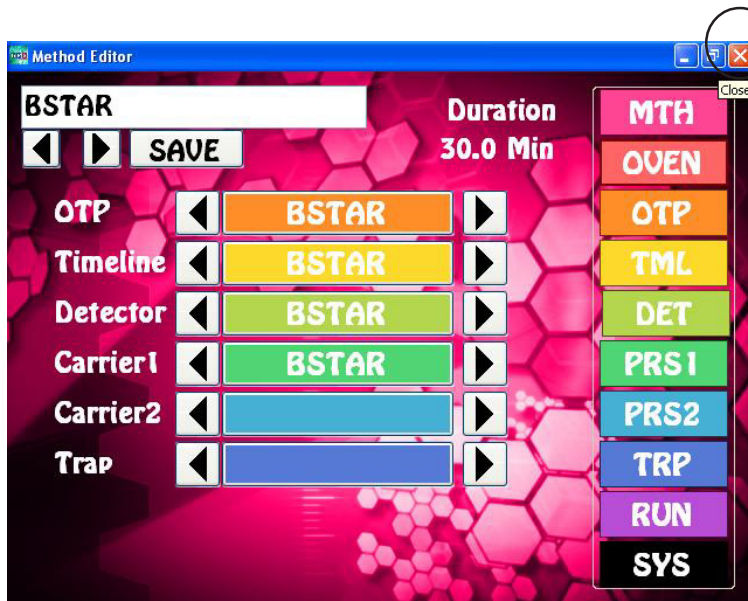 Method Editor
Close
BSTAR
SAVE
Duration
30.0 Min
OTP BSTAR
Timeline BSTAR
Detector BSTAR
Carrier1 BSTAR
Carrier2
Trap
MTH
OVEN
OTP
TML
DET
PRS1
PRS2
TRP
RUN
SYS